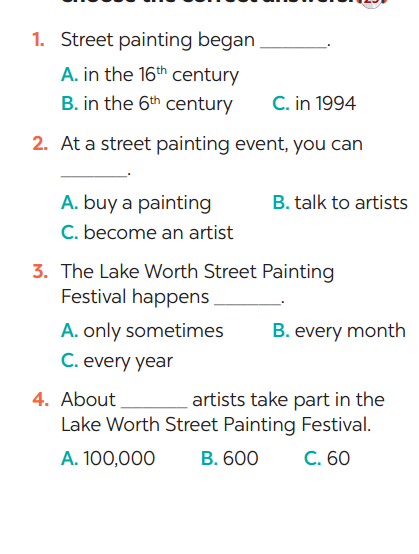 1. Street painting began _______.
A. in the 16th century
B. in the 6th century C. in 1994
2. At a street painting event, you can
_______.
A. buy a painting B. talk to artists
C. become an artist
3. The Lake Worth Street Painting
Festival happens _______.
A. only sometimes B. every month
C. every year
4. About _______ artists take part in the
Lake Worth Street Painting Festival.
A. 100,000 B. 600 C. 60